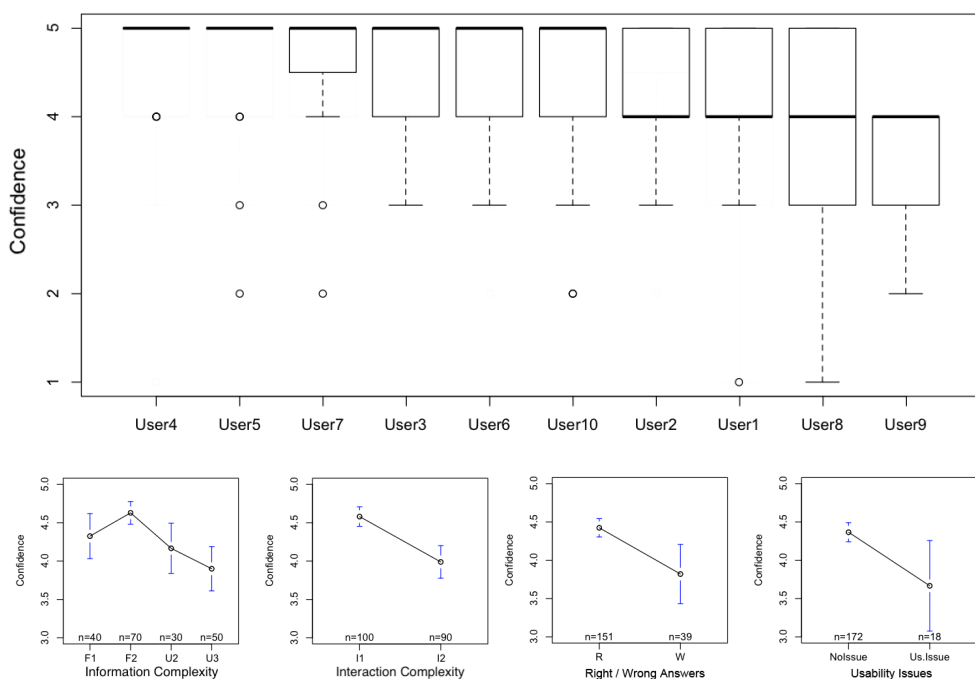 Confidence
5
4
3
2
1
User4 User5 User7 User3 User6 User10 User2 User1 User8 User9
Confidence
5.0
4.5
4.0
3.5
3.0
n=40 n=70 n=30 n=50
F1 F2 U2 U3
Information Complexity
Confidence
5.0
4.5
4.0
3.5
3.0
n=100 n=90
I1 I2
Interaction Complexity
Confidence
5.0
4.5
4.0
3.5
3.0
n=151 n=39
R W
Right / Wrong Answers
Confidence
5.0
4.5
4.0
3.5
3.0
n=172 n=18
NoIssue Us.Issue
Usability Issues